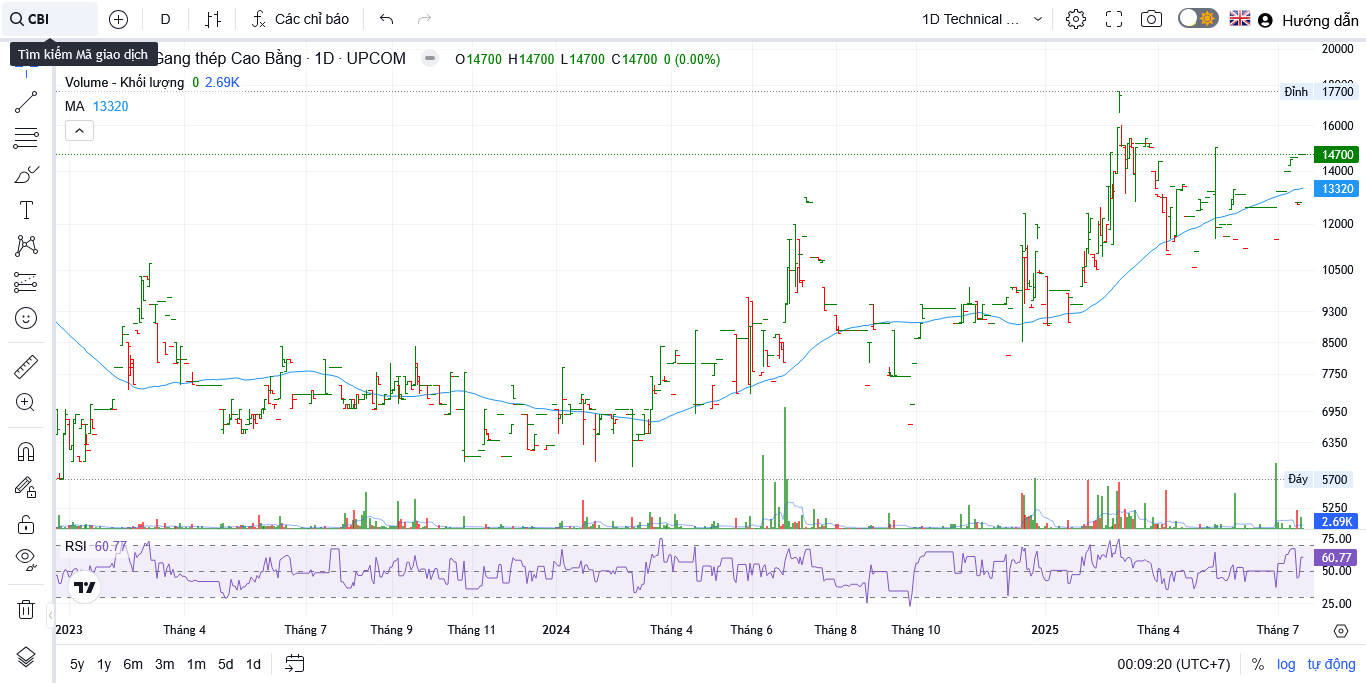 CBI
D
Các chỉ báo
1D Technical ...
Hướng dẫn
Tìm kiếm Mã giao dịch
Gang thép Cao Bằng · 1D · UPCOM
O14700 H14700 L14700 C14700 0 (0.00%)
Volume - Khối lượng 0 2.69K
MA 13320
20000
Đỉnh 17700
16000
14700
14000
13320
12000
10500
9300
8500
7750
6950
6350
Đáy 5700
5250
2.69K
RSI 60.77
75.00
60.77
50.00
25.00
2023 Tháng 4 Tháng 7 Tháng 9 Tháng 11 2024 Tháng 4 Tháng 6 Tháng 8 Tháng 10 2025 Tháng 4 Tháng 7
5y 1y 6m 3m 1m 5d 1d
00:09:20 (UTC+7) % log tự động